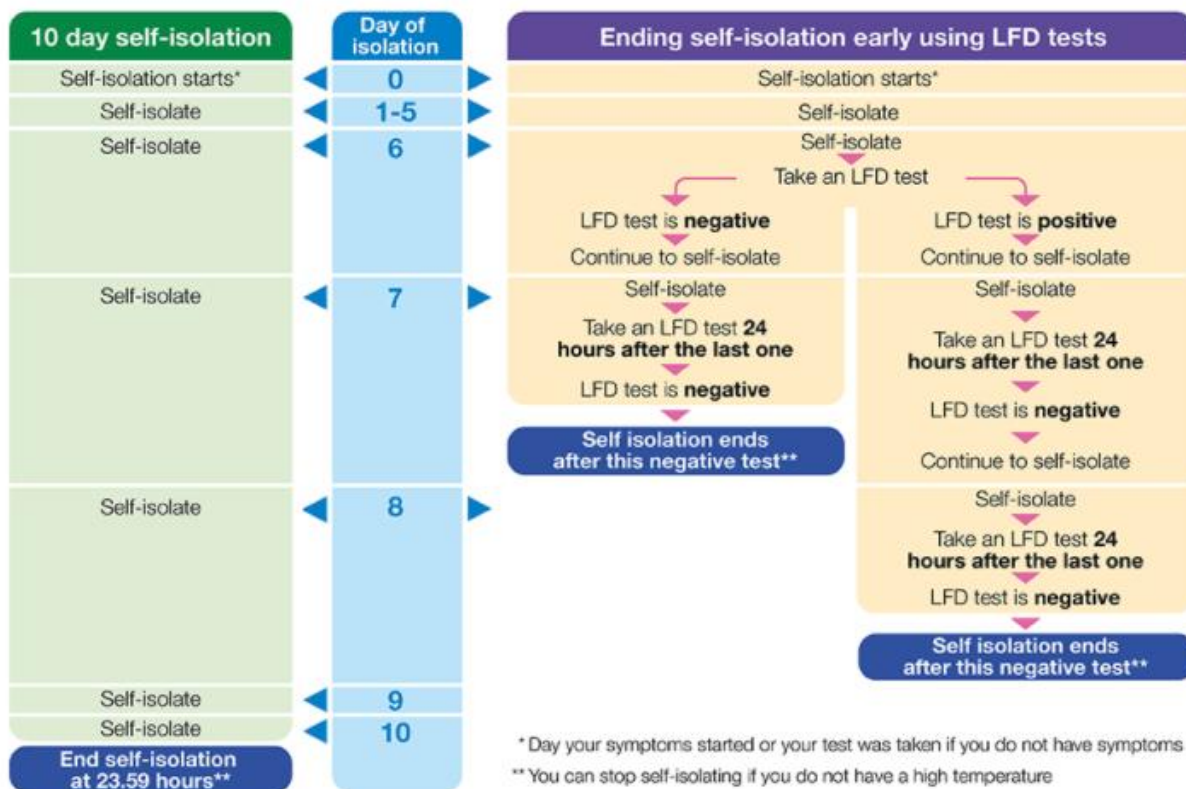 10 day self-isolation
Day of
isolation
Ending self-isolation early using LFD tests
Self-isolation starts*
0
Self-isolation starts*
Self-isolate
1-5
Self-isolate
Self-isolate
6
Self-isolate
Take an LFD test
LFD test is negative
LFD test is positive
Continue to self-isolate
Continue to self-isolate
Self-isolate
7
Self-isolate
Self-isolate
Take an LFD test 24
hours after the last one
Take an LFD test 24
hours after the last one
LFD test is negative
LFD test is negative
Self isolation ends
after this negative test**
Continue to self-isolate
Self-isolate
8
Self-isolate
Take an LFD test 24
hours after the last one
LFD test is negative
Self isolation ends
after this negative test**
Self-isolate
9
Self-isolate
10
End self-isolation
at 23.59 hours**
* Day your symptoms started or your test was taken if you do not have symptoms
** You can stop self-isolating if you do not have a high temperature